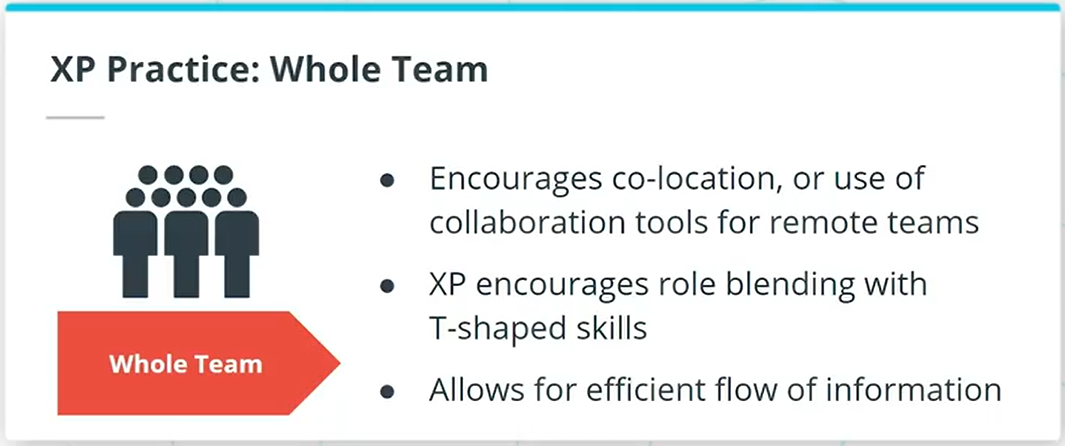 XP Practice: Whole Team
● Encourages co-location, or use of
collaboration tools for remote teams
● XP encourages role blending with
T-shaped skills
● Allows for efficient flow of information
Whole Team